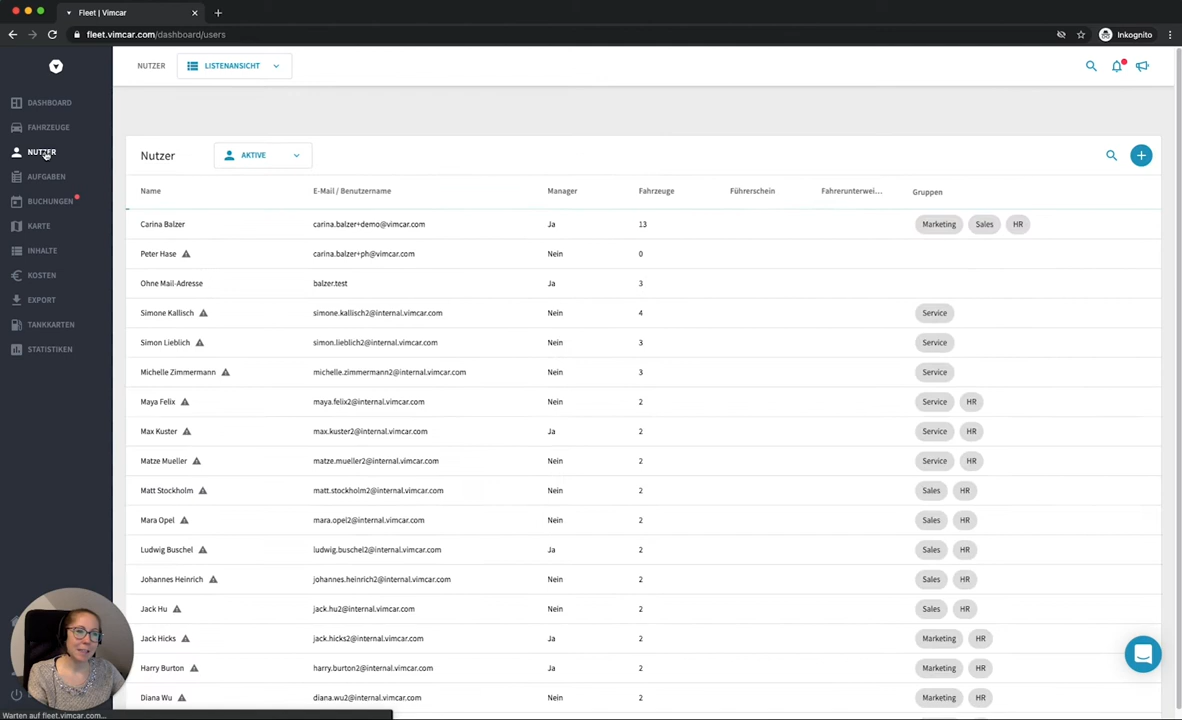 Fleet | Vimcar
fleet.vimcar.com/dashboard/users
Inkognito
NUTZER
LISTENANSICHT
DASHBOARD
FAHRZEUGE
NUTZER
AUFGABEN
BUCHUNGEN
KARTE
INHALTE
KOSTEN
EXPORT
TANKKARTEN
STATISTIKEN
Nutzer
AKTIVE
Name E-Mail / Benutzername Manager Fahrzeuge Führerschein Fahrerunterwei... Gruppen
Carina Balzer carina.balzer+demo@vimcar.com Ja 13 Marketing Sales HR
Peter Hase carina.balzer+ph@vimcar.com Nein 0
Ohne Mail-Adresse balzer.test Ja 3
Simone Kallisch simone.kallisch2@internal.vimcar.com Nein 4 Service
Simon Lieblich simon.lieblich2@internal.vimcar.com Nein 3 Service
Michelle Zimmermann michelle.zimmermann2@internal.vimcar.com Nein 3 Service
Maya Felix maya.felix2@internal.vimcar.com Nein 2 Service HR
Max Kuster max.kuster2@internal.vimcar.com Ja 2 Service HR
Matze Mueller matze.mueller2@internal.vimcar.com Nein 2 Service HR
Matt Stockholm matt.stockholm2@internal.vimcar.com Nein 2 Sales HR
Mara Opel mara.opel2@internal.vimcar.com Nein 2 Sales HR
Ludwig Buschel ludwig.buschel2@internal.vimcar.com Ja 2 Sales HR
Johannes Heinrich johannes.heinrich2@internal.vimcar.com Nein 2 Sales HR
Jack Hu jack.hu2@internal.vimcar.com Nein 2 Sales HR
Jack Hicks jack.hicks2@internal.vimcar.com Ja 2 Marketing HR
Harry Burton harry.burton2@internal.vimcar.com Ja 2 Marketing HR
Diana Wu diana.wu2@internal.vimcar.com Nein 2 Marketing HR
Warten auf fleet.vimcar.com...